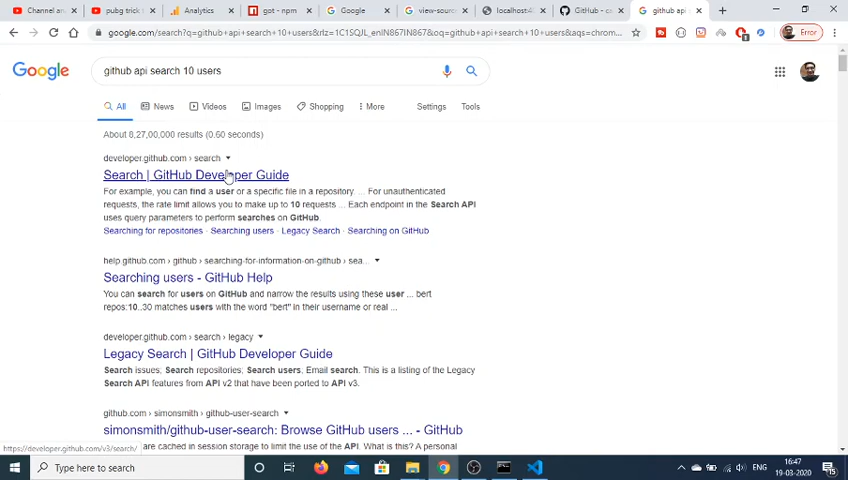 Channel an
pubg trick
Analytics
got - npm
Google
view-sourc
localhost:4
GitHub - c
github api
google.com/search?q=github+api+search+10+users&rlz=1C1SQJL_enIN867IN867&oq=github+api+search+10+users&aqs=chrom...
Error
Google
github api search 10 users
All
News
Videos
Images
Shopping
More
Settings
Tools
About 8,27,00,000 results (0.60 seconds)
developer.github.com › search
Search | GitHub Developer Guide
For example, you can find a user or a specific file in a repository. ... For unauthenticated
requests, the rate limit allows you to make up to 10 requests ... Each endpoint in the Search API
uses query parameters to perform searches on GitHub.
Searching for repositories · Searching users · Legacy Search · Searching on GitHub
help.github.com › github › searching-for-information-on-github › sea...
Searching users - GitHub Help
You can search for users on GitHub and narrow the results using these user ... bert
repos:10..30 matches users with the word "bert" in their username or real ...
developer.github.com › search › legacy
Legacy Search | GitHub Developer Guide
Search issues; Search repositories; Search users; Email search. This is a listing of the Legacy
Search API features from API v2 that have been ported to API v3.
github.com › simonsmith › github-user-search
simonsmith/github-user-search: Browse GitHub users ... - GitHub
are cached in session storage to limit the use of the API. What is this? A personal
https://developer.github.com/v3/search/
Type here to search
ENG
16:47
19-03-2020
15